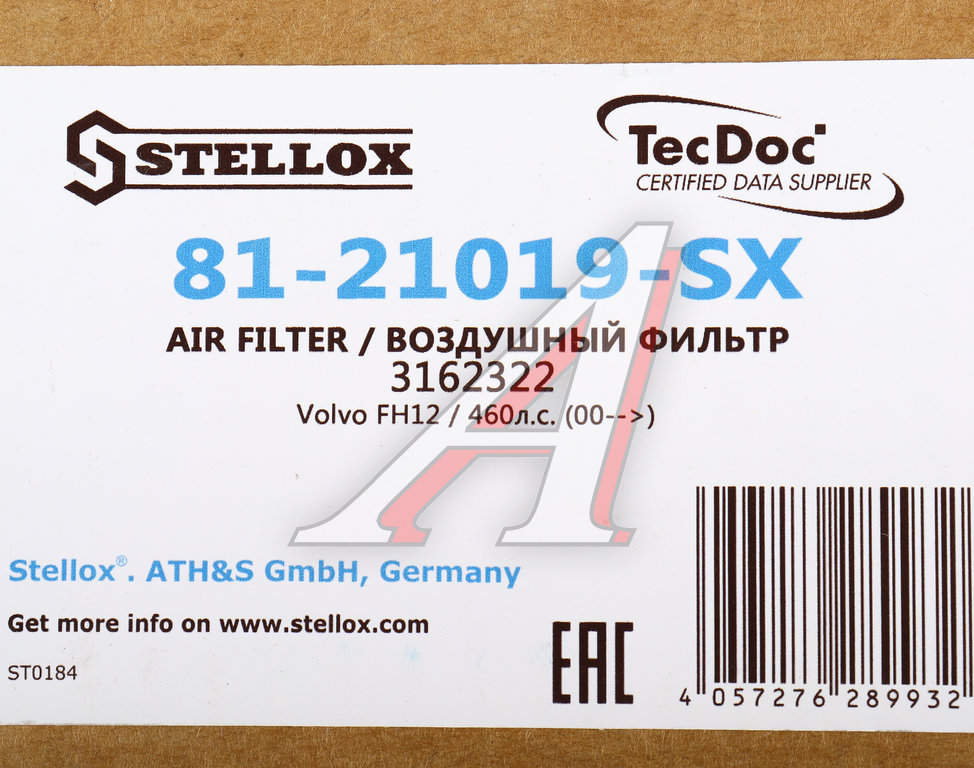 STELLOX
TecDoc
CERTIFIED DATA SUPPLIER
81-21019-SX
AIR FILTER / ВОЗДУШНЫЙ ФИЛЬТР
3162322
Volvo FH12 / 460л.с. (00-->)
Stellox®. ATH&S GmbH, Germany
Get more info on www.stellox.com
ST0184
EAC
4 057276 289932